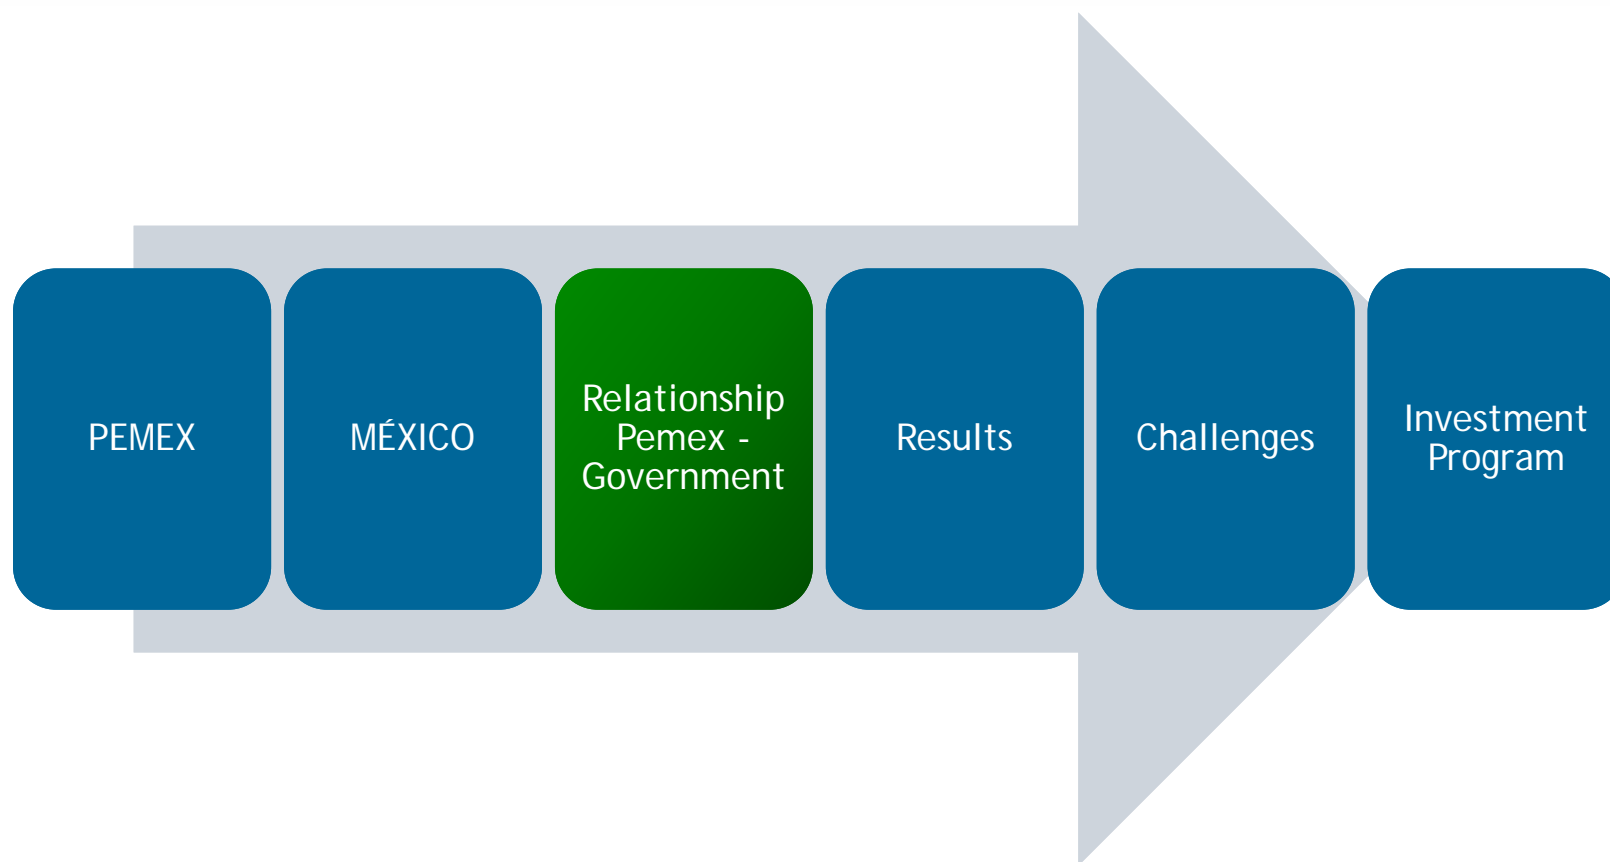 PEMEX
MÉXICO
Relationship
Pemex -
Government
Results
Challenges
Investment
Program